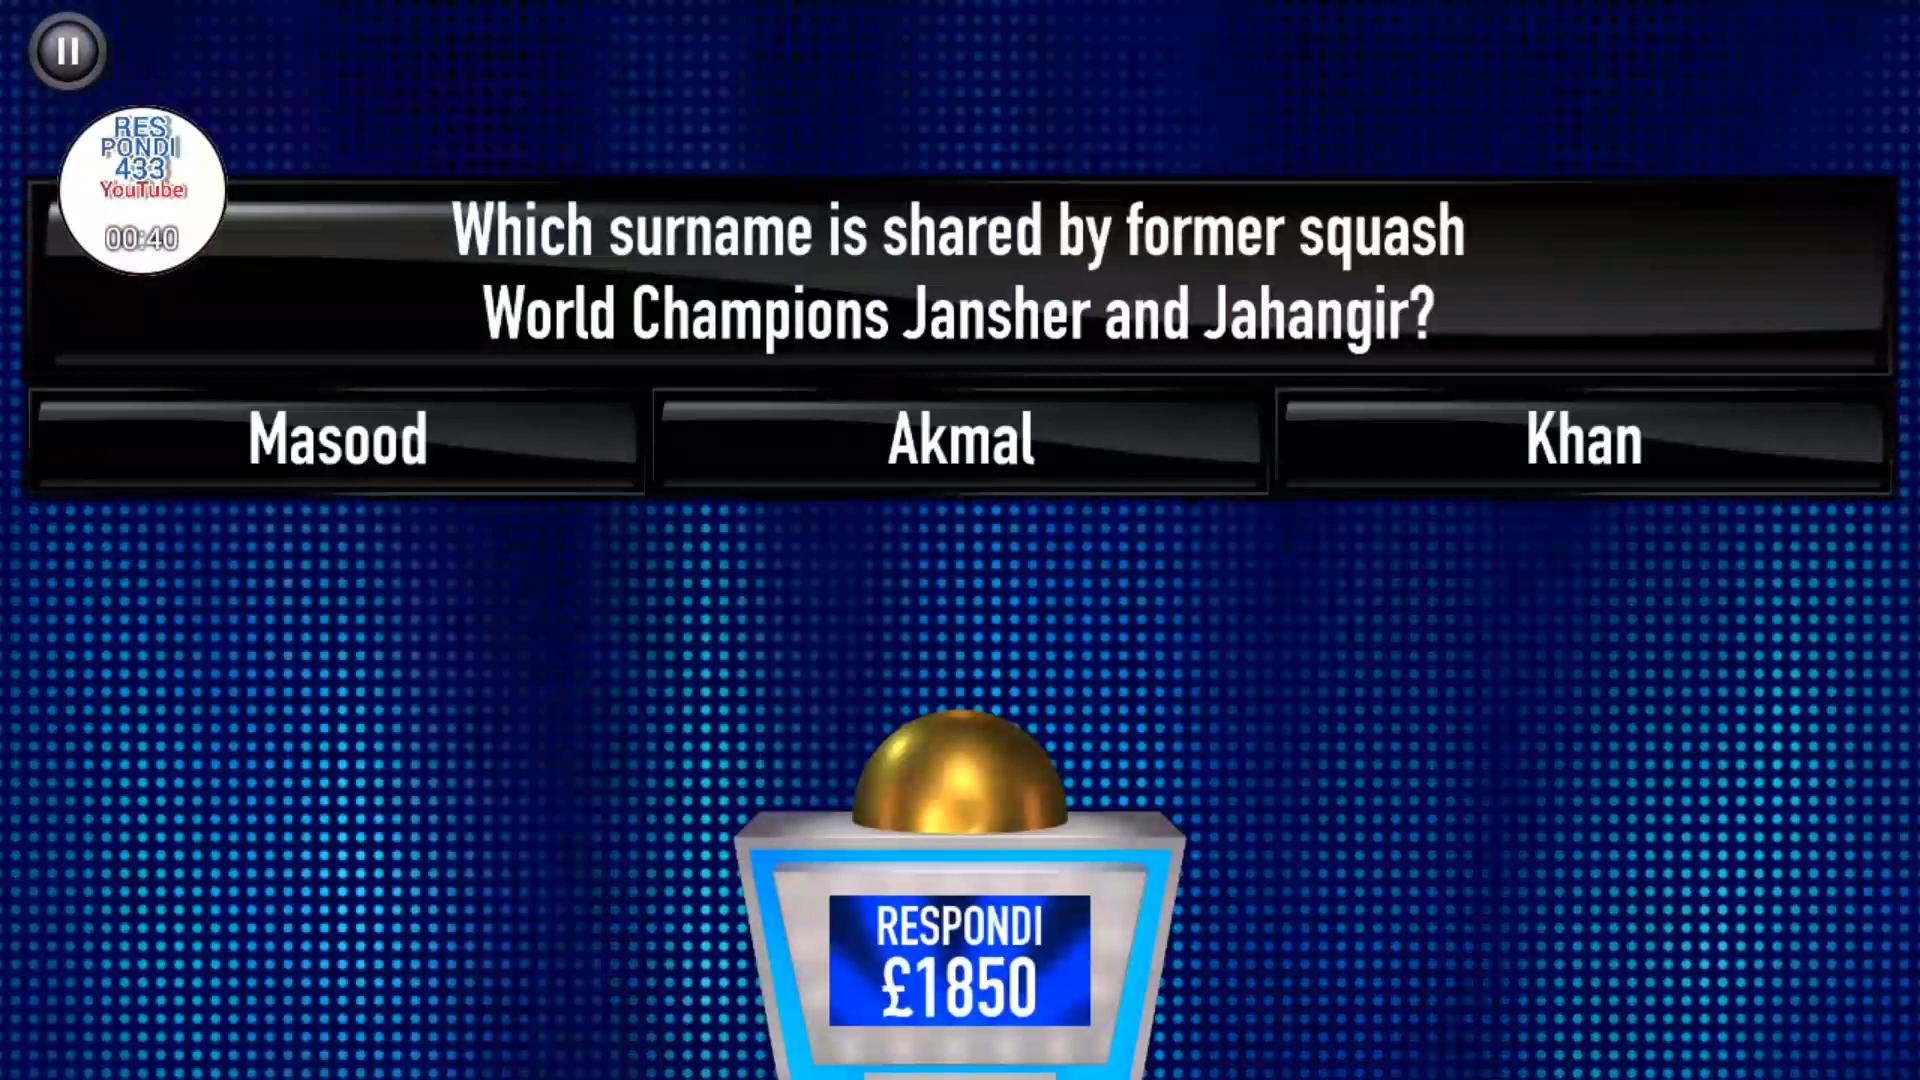 RES
PONDI
433
YouTube
00:40
Which surname is shared by former squash
World Champions Jansher and Jahangir?
Masood
Akmal
Khan
RESPONDI
£1850